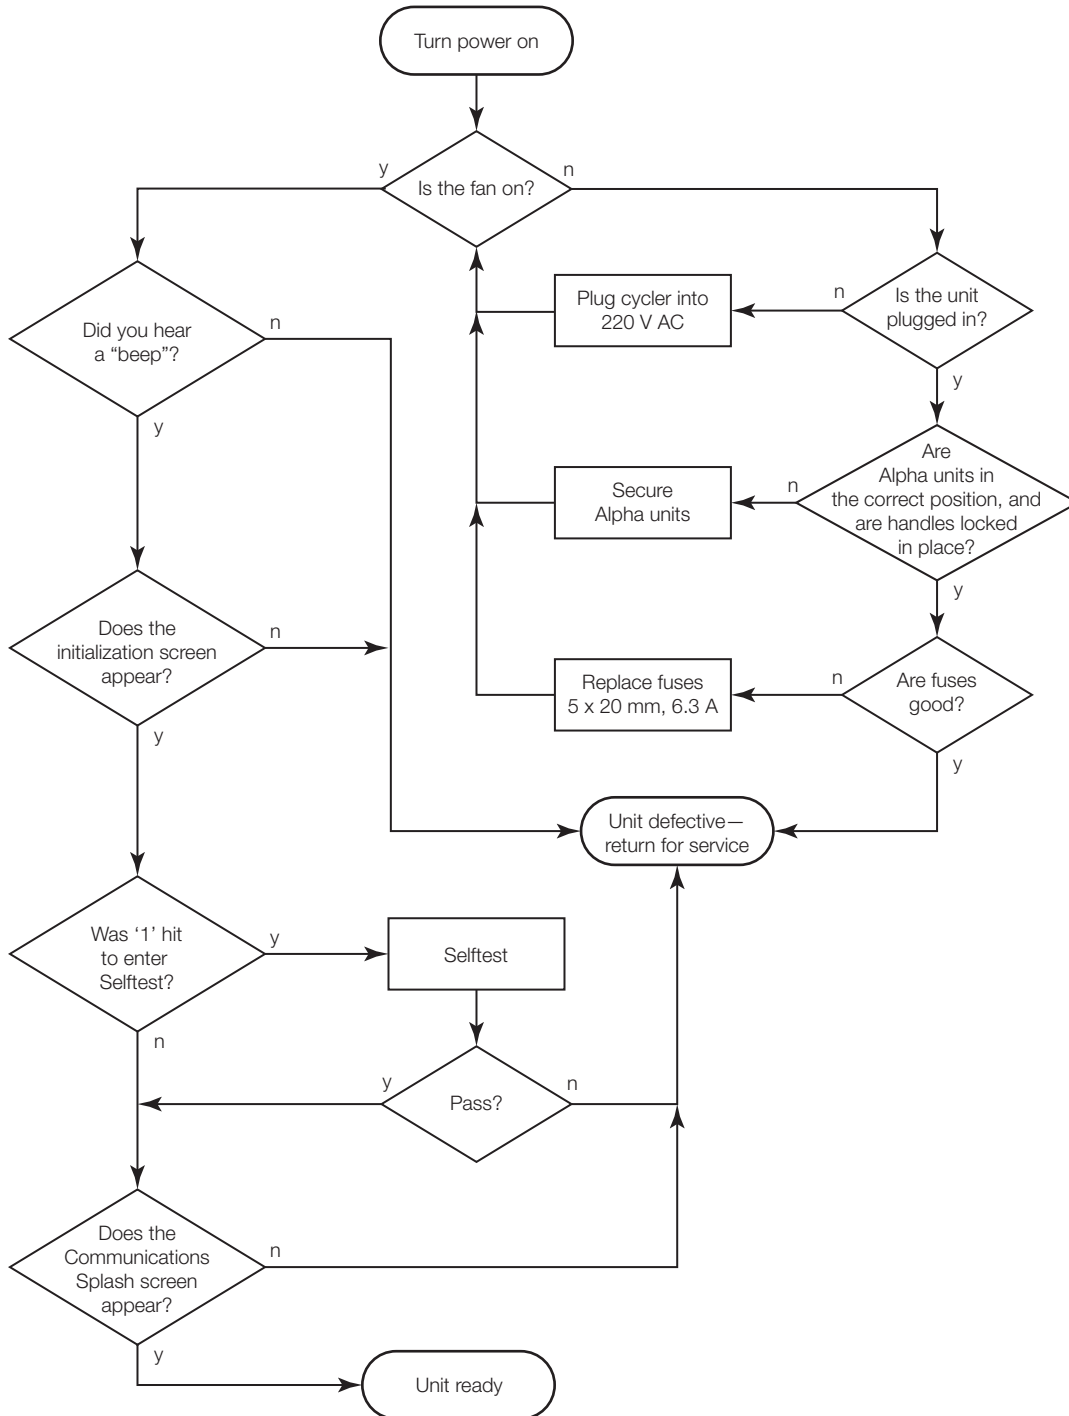 Turn power on
y
n
Is the fan on?
Plug cycler into
220 V AC
n
Is the unit
plugged in?
y
Did you hear
a “beep”?
n
y
Are
Alpha units in
the correct position, and
are handles locked
in place?
n
y
Secure
Alpha units
Does the
initialization screen
appear?
n
y
Replace fuses
5 x 20 mm, 6.3 A
n
Are fuses
good?
y
Unit defective—
return for service
Was ‘1’ hit
to enter
Selftest?
y
n
Selftest
y
Pass?
n
Does the
Communications
Splash screen
appear?
n
y
Unit ready